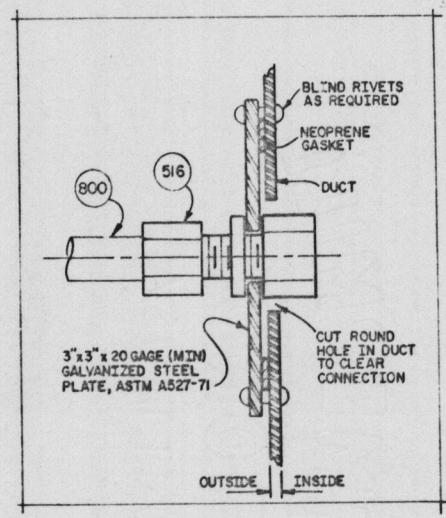 BLIND RIVETS
AS REQUIRED
NEOPRENE
GASKET
516
800
DUCT
3"x3"x 20 GAGE (MIN)
GALVANIZED STEEL
PLATE, ASTM A527-71
CUT ROUND
HOLE IN DUCT
TO CLEAR
CONNECTION
OUTSIDE
INSIDE